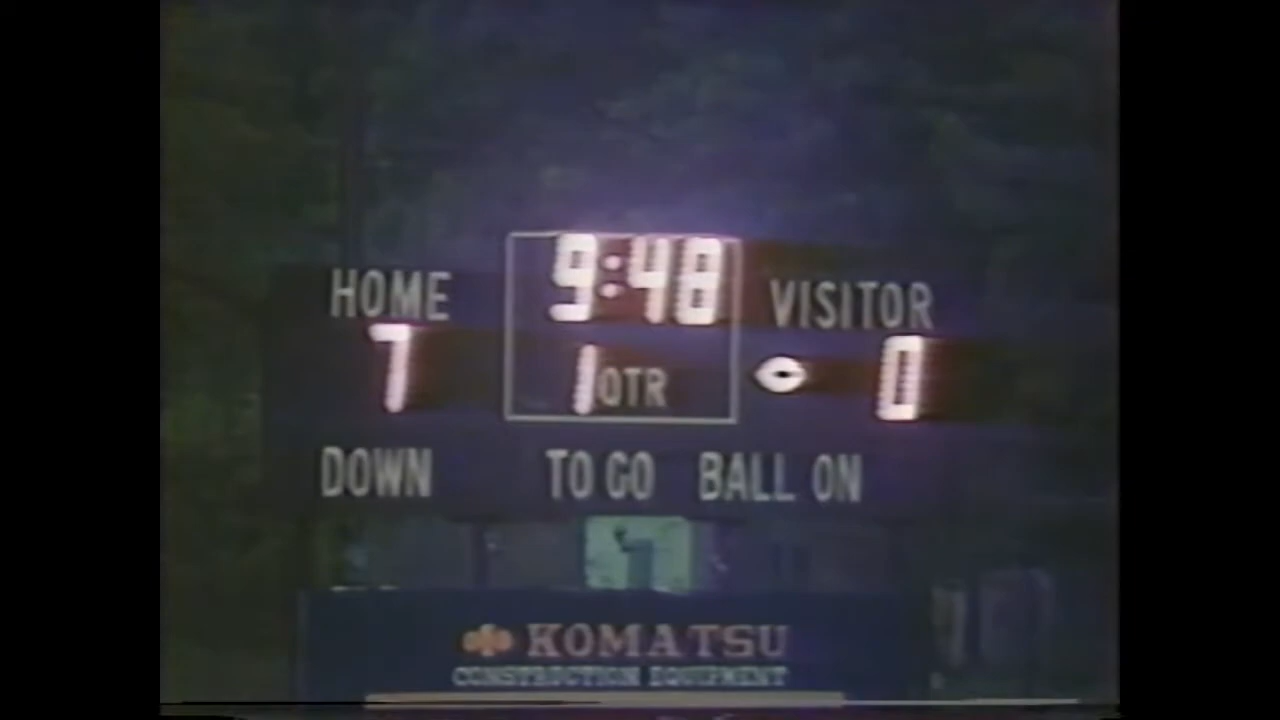 9:48
HOME VISITOR
7 1 QTR 0
DOWN TO GO BALL ON
KOMATSU
CONSTRUCTION EQUIPMENT